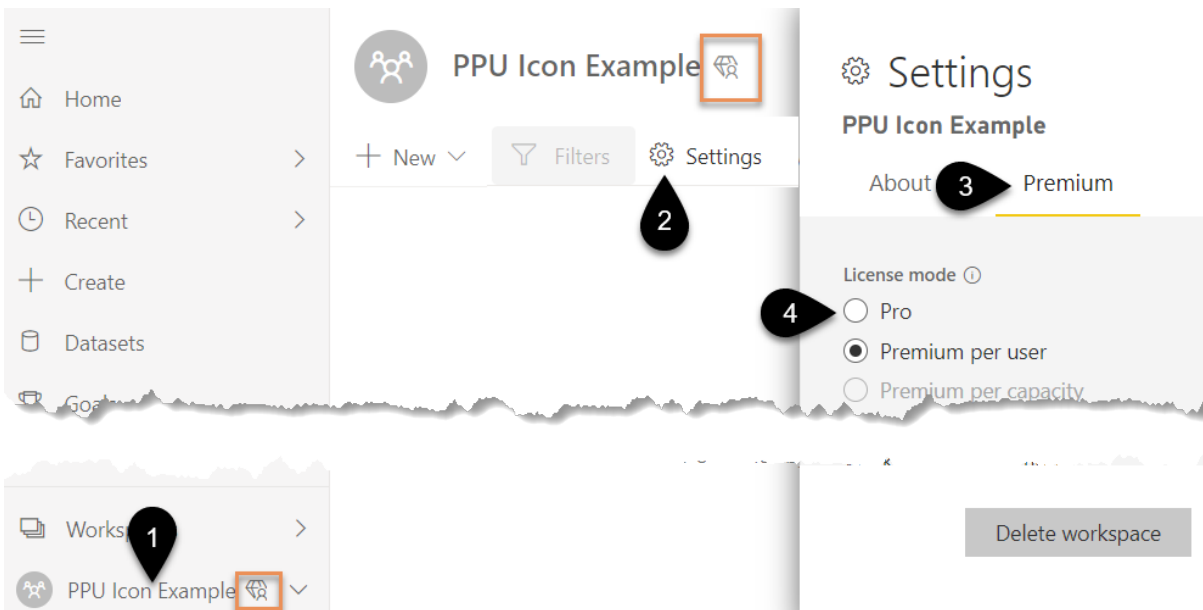 Home
Favorites
Recent
Create
Datasets
Goals
PPU Icon Example
New
Filters
Settings
2
Settings
PPU Icon Example
About
3
Premium
License mode
4
Pro
Premium per user
Premium per capacity
1
PPU Icon Example
Delete workspace